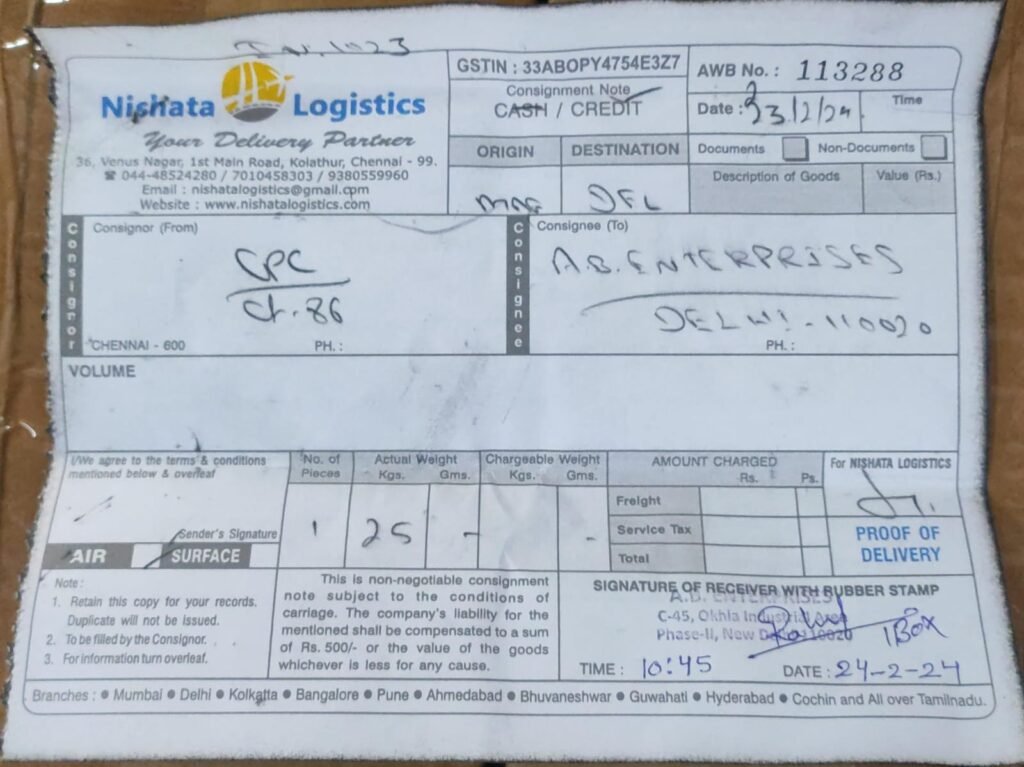 Nishata Logistics
Your Delivery Partner
36, Venus Nagar, 1st Main Road, Kolathur, Chennai - 99.
☎ 044-48524280 / 7010458303 / 9380559960
Email : nishatalogistics@gmail.com
Website : www.nishatalogistics.com
GSTIN : 33ABOPY4754E3Z7
Consignment Note
CASH / CREDIT
AWB No. : 113288
Date : 23/2/24 Time
ORIGIN DESTINATION
DEL
Documents Non-Documents
Description of Goods Value (Rs.)
Consignor
Consignor (From)
CPC
Ch-86
CHENNAI - 600 PH. :
Consignee
Consignee (To)
A.B. ENTERPRISES
DELHI - 110020
PH. :
VOLUME
I/We agree to the terms & conditions
mentioned below & overleaf
Sender's Signature
AIR SURFACE
No. of Pieces
1
Actual Weight
Kgs. Gms.
25 -
Chargeable Weight
Kgs. Gms.
-
AMOUNT CHARGED
Rs. Ps.
Freight
Service Tax
Total
For NISHATA LOGISTICS
PROOF OF
DELIVERY
Note :
1. Retain this copy for your records.
Duplicate will not be issued.
2. To be filled by the Consignor.
3. For information turn overleaf.
This is non-negotiable consignment
note subject to the conditions of
carriage. The company's liability for the
mentioned shall be compensated to a sum
of Rs. 500/- or the value of the goods
whichever is less for any cause.
SIGNATURE OF RECEIVER WITH RUBBER STAMP
A.B. ENTERPRISES
C-45, Okhla Industrial Area
Phase-II, New Delhi-110020
1 Box
TIME : 10:45 DATE : 24-2-24
Branches : ● Mumbai ● Delhi ● Kolkatta ● Bangalore ● Pune ● Ahmedabad ● Bhuvaneshwar ● Guwahati ● Hyderabad ● Cochin and All over Tamilnadu.